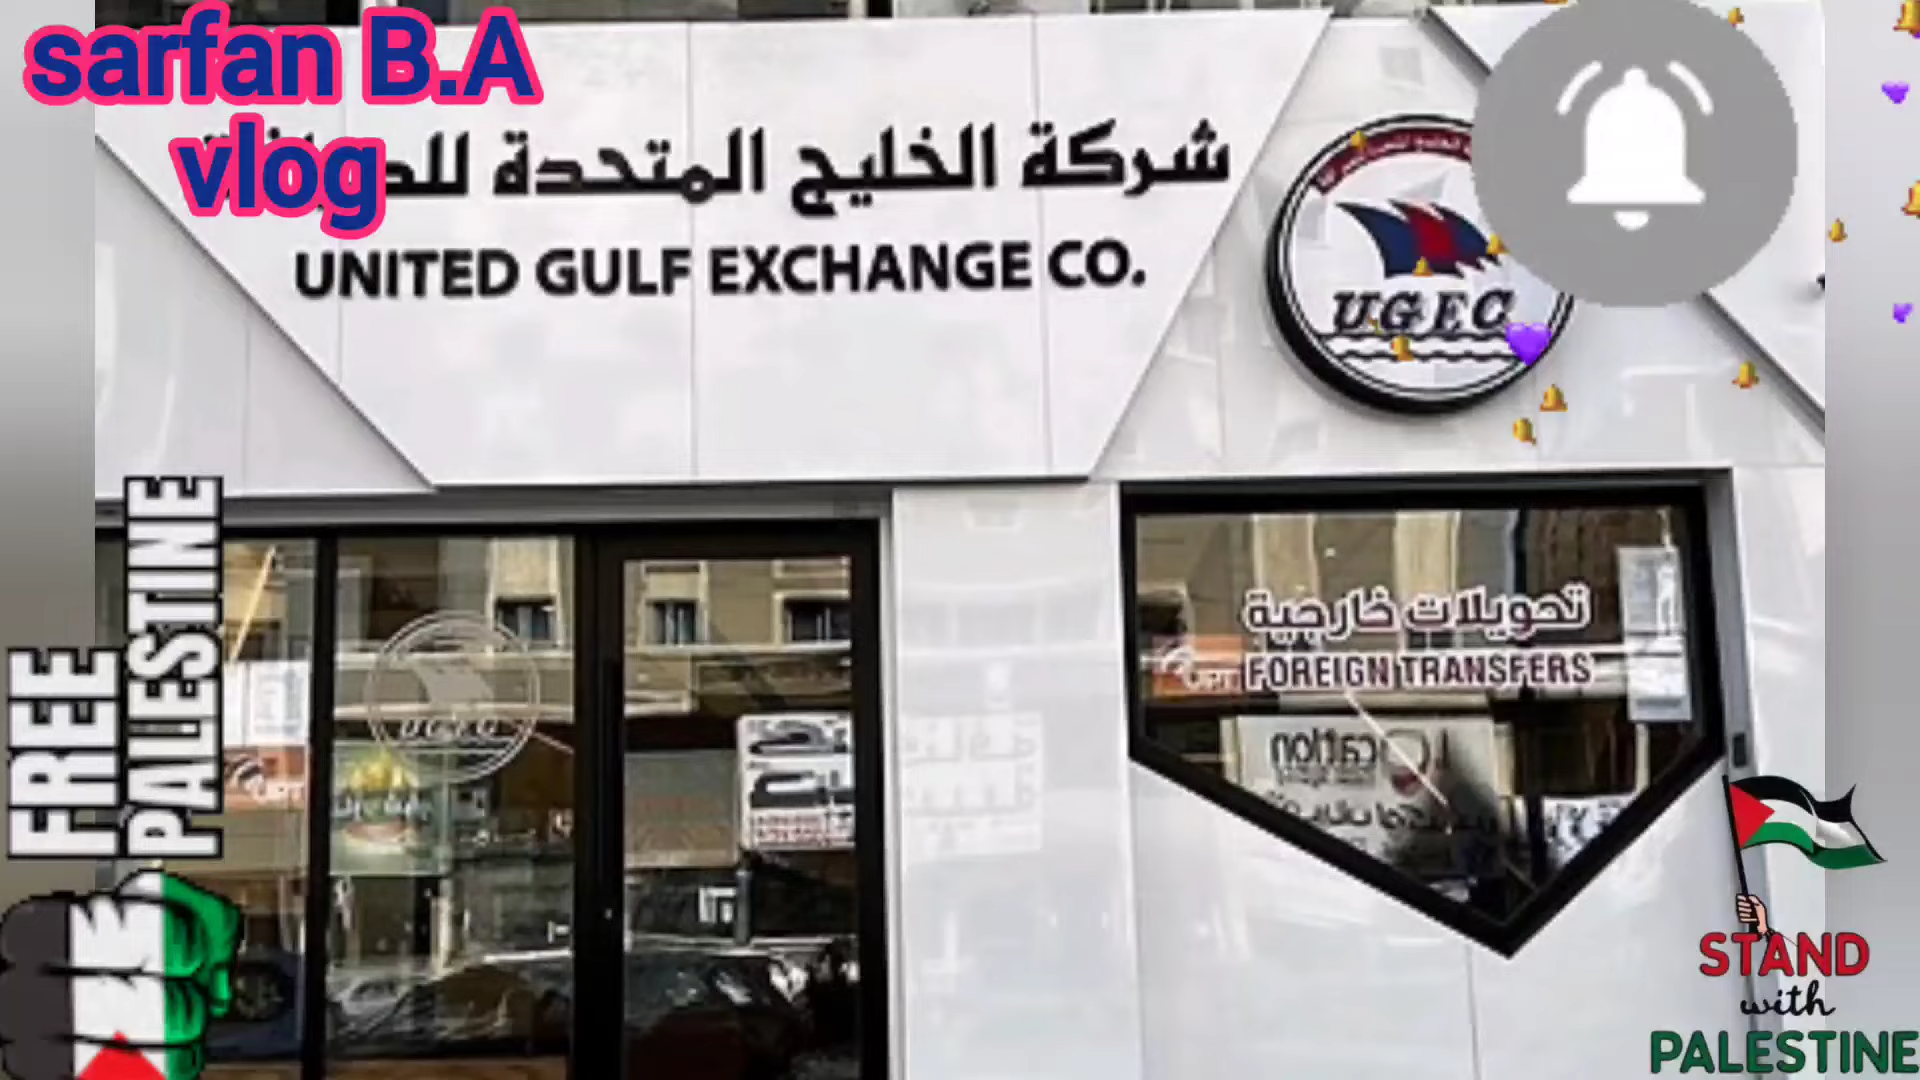 sarfan B.A
vlog
شركة الخليج المتحدة
UNITED GULF EXCHANGE CO.
UGEC
تحويلات خارجية
FOREIGN TRANSFERS
UGEC
FREE
PALESTINE
STAND
with
PALESTINE